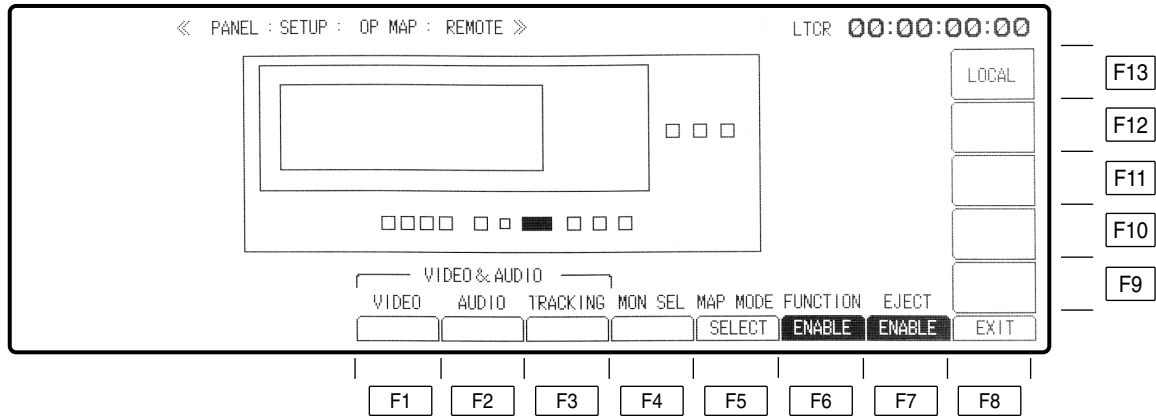 ≪ PANEL : SETUP : OP MAP : REMOTE ≫ LTCR 00:00:00:00
LOCAL F13
F12
F11
F10
VIDEO & AUDIO F9
VIDEO AUDIO TRACKING MON SEL MAP MODE FUNCTION EJECT
SELECT ENABLE ENABLE EXIT
F1 F2 F3 F4 F5 F6 F7 F8